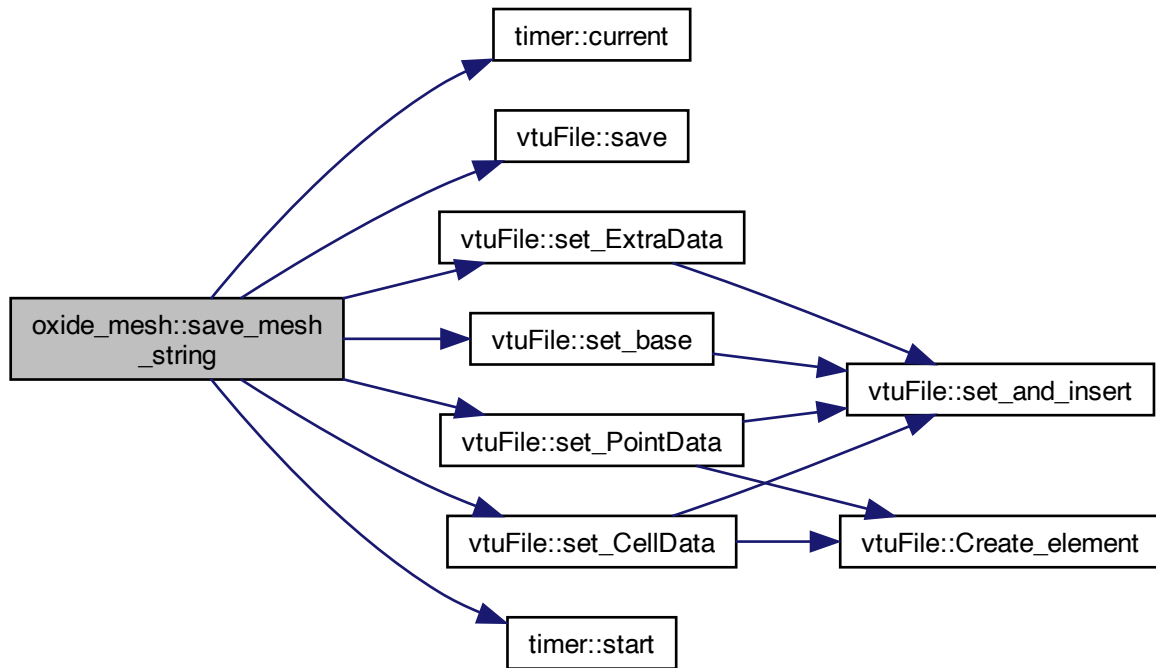 timer::current
vtuFile::save
vtuFile::set_ExtraData
oxide_mesh::save_mesh
_string
vtuFile::set_base
vtuFile::set_and_insert
vtuFile::set_PointData
vtuFile::set_CellData
vtuFile::Create_element
timer::start